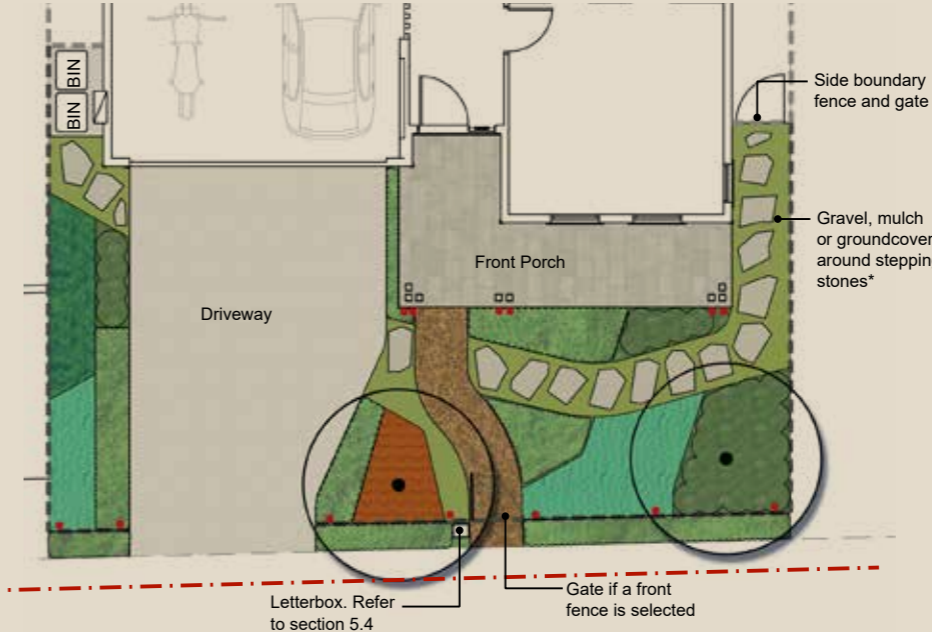 BIN
BIN
Side boundary
fence and gate
Gravel, mulch
or groundcover
around stepping
stones*
Front Porch
Driveway
Letterbox. Refer
to section 5.4
Gate if a front
fence is selected